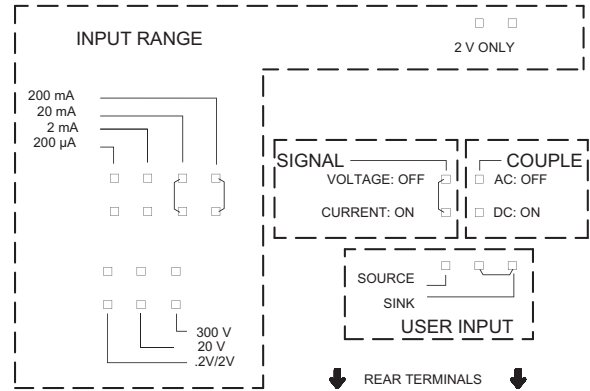 INPUT RANGE
2 V ONLY
200 mA
20 mA
2 mA
200 µA
SIGNAL
VOLTAGE: OFF
CURRENT: ON
COUPLE
AC: OFF
DC: ON
SOURCE
SINK
USER INPUT
300 V
20 V
.2V/2V
REAR TERMINALS